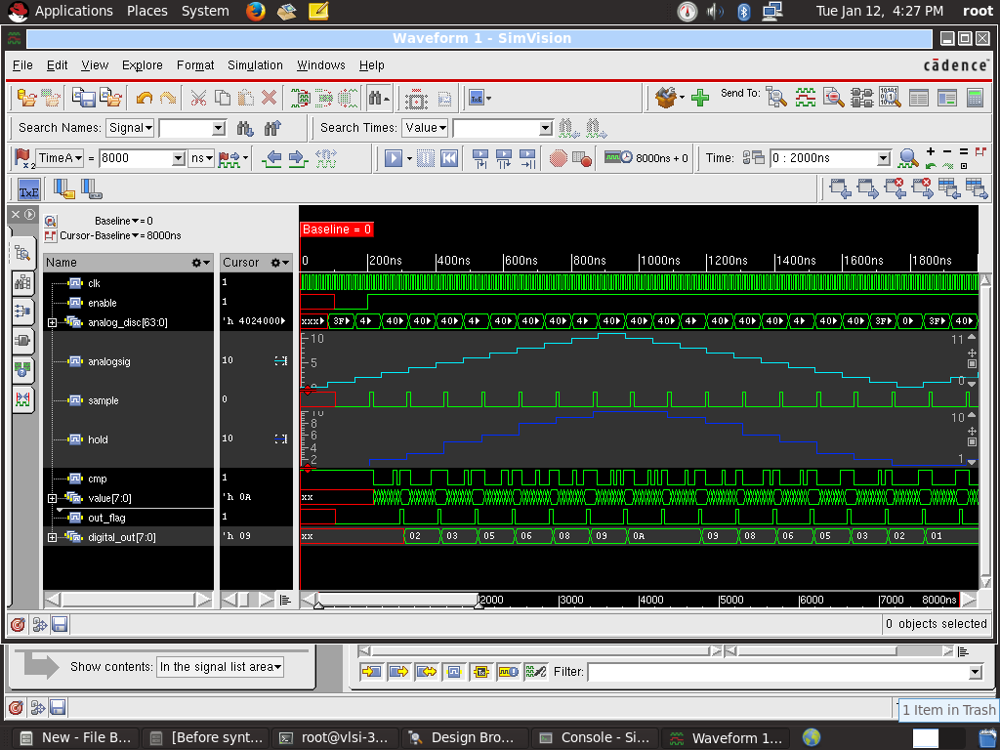 Applications Places System Tue Jan 12, 4:27 PM root
Waveform 1 - SimVision
File Edit View Explore Format Simulation Windows Help cādence
Send To:
Search Names: Signal Search Times: Value
x2 TimeA = 8000 ns 8000ns + 0 Time: 0 : 2000ns
TxE
Baseline = 0
Cursor-Baseline = 8000ns
Baseline = 0
Name Cursor 0 200ns 400ns 600ns 800ns 1000ns 1200ns 1400ns 1600ns 1800ns
clk 1
enable 1
analog_disc[63:0] 'h 4024000 xxx 3F 4 40 40 4 40 4 40 40 4 40 40 40 4 40 40 40 4 40 40 3F 0 3F 40
10 11
analogsig 10 5
0 0
sample 0
10 10
8
hold 10 6
4
2 1
cmp 1
value[7:0] 'h 0A xx
out_flag 1
digital_out[7:0] 'h 09 xx 02 03 05 06 08 09 0A 09 08 06 05 03 02 01
2000 3000 4000 5000 6000 7000 8000ns
0 objects selected
Show contents: In the signal list area Filter:
1 Item in Trash
New - File B... [Before synt... root@vlsi-3... Design Bro... Console - Si... Waveform 1...